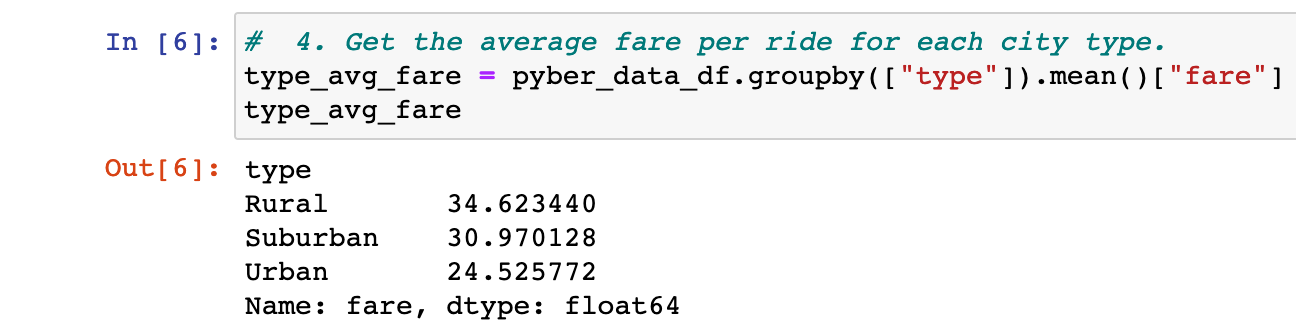 In [6]: #  4. Get the average fare per ride for each city type.
type_avg_fare = pyber_data_df.groupby(["type"]).mean()["fare"]
type_avg_fare
Out[6]: type
Rural       34.623440
Suburban    30.970128
Urban       24.525772
Name: fare, dtype: float64